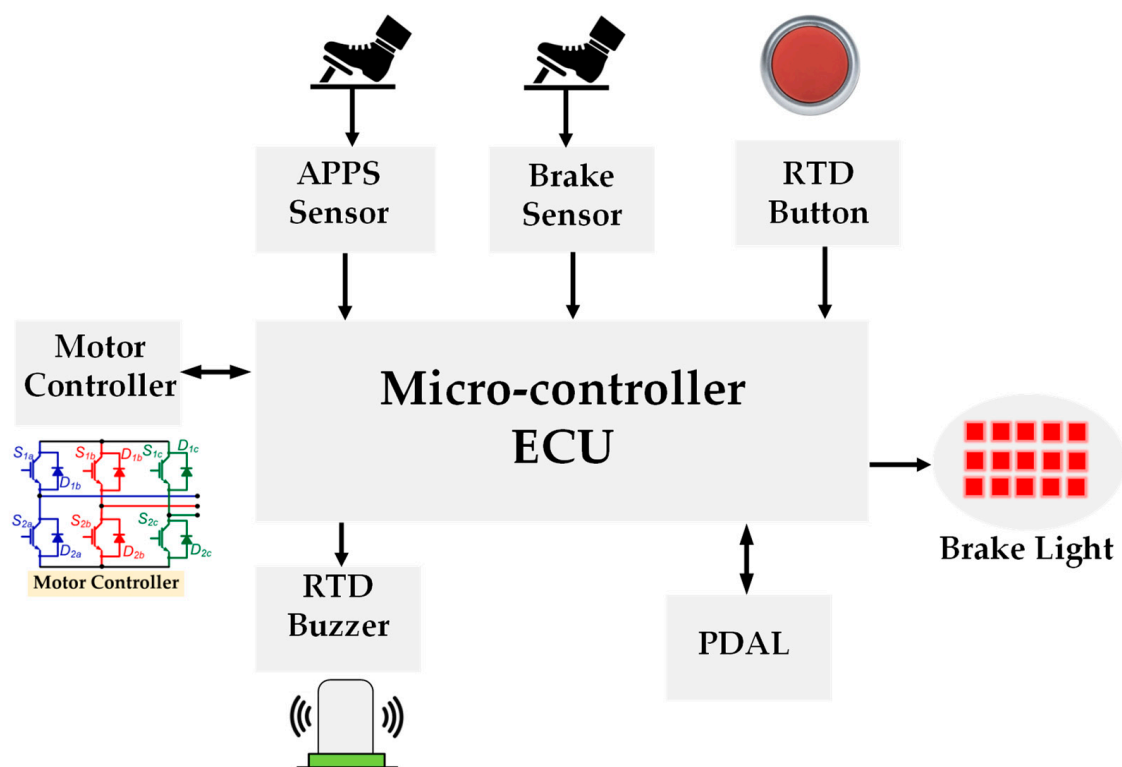 APPS
Sensor
Brake
Sensor
RTD
Button
Motor
Controller
Micro-controller
ECU
S1a
D1b
S1b
D1b
S1c
D1c
S2a
D2a
S2b
D2b
S2c
D2c
Motor Controller
RTD
Buzzer
PDAL
Brake Light